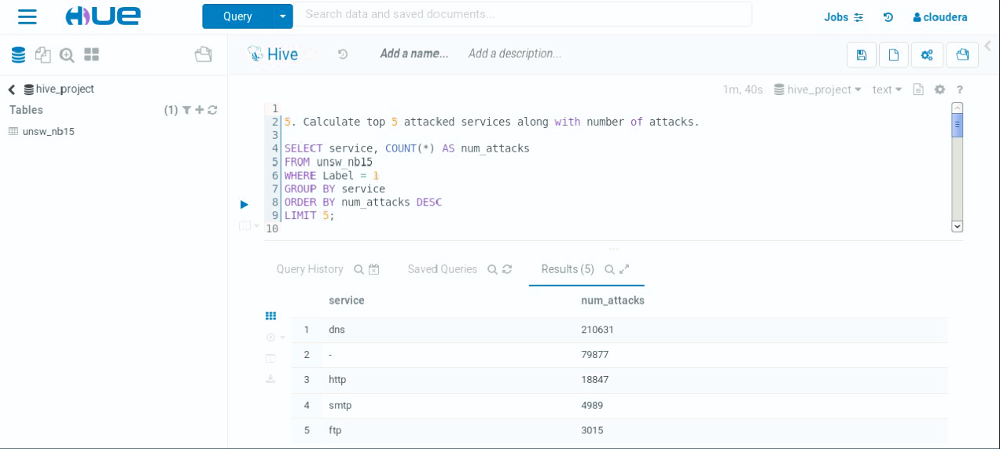 HUE Query Search data and saved documents... Jobs cloudera
Hive Add a name... Add a description...
hive_project
1m, 40s hive_project text ?
Tables (1)
unsw_nb15
1
2 5. Calculate top 5 attacked services along with number of attacks.
3
4 SELECT service, COUNT(*) AS num_attacks
5 FROM unsw_nb15
6 WHERE Label = 1
7 GROUP BY service
8 ORDER BY num_attacks DESC
9 LIMIT 5;
10
Query History Saved Queries Results (5)
service num_attacks
1 dns 210631
2 - 79877
3 http 18847
4 smtp 4989
5 ftp 3015